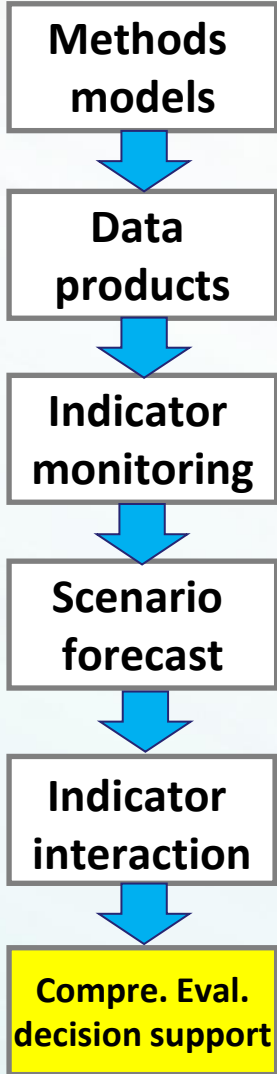 Methods
models
Data
products
Indicator
monitoring
Scenario
forecast
Indicator
interaction
Compre. Eval.
decision support